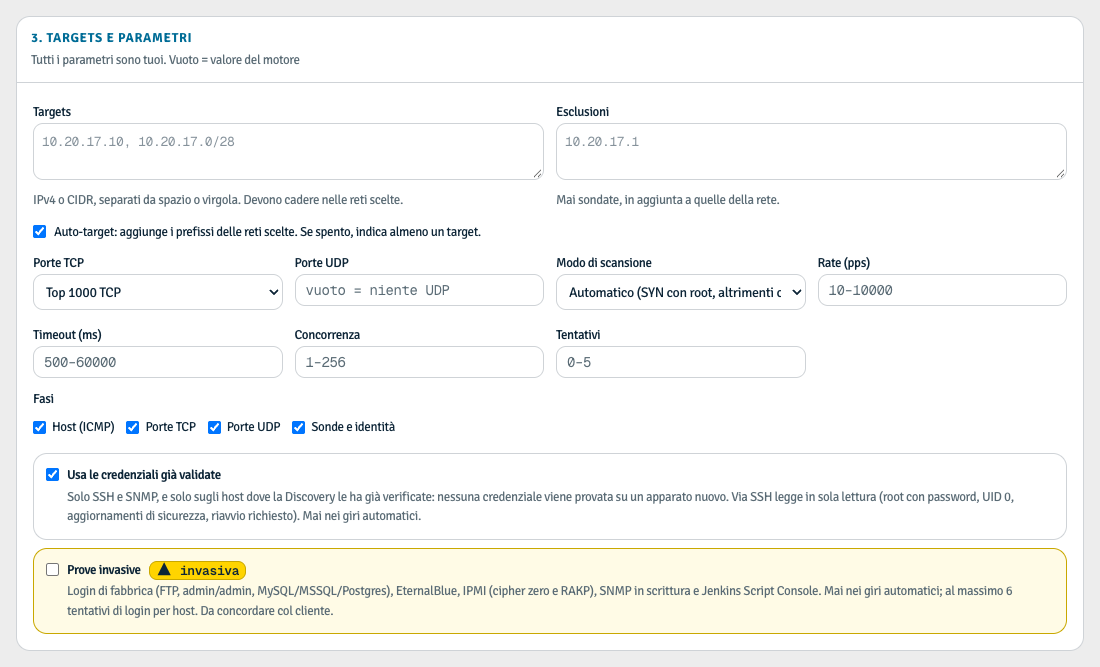 3. TARGETS E PARAMETRI
Tutti i parametri sono tuoi. Vuoto = valore del motore
Targets
Esclusioni
10.20.17.10, 10.20.17.0/28
10.20.17.1
IPv4 o CIDR, separati da spazio o virgola. Devono cadere nelle reti scelte.
Mai sondate, in aggiunta a quelle della rete.
Auto-target: aggiunge i prefissi delle reti scelte. Se spento, indica almeno un target.
Porte TCP
Porte UDP
Modo di scansione
Rate (pps)
Top 1000 TCP
vuoto = niente UDP
Automatico (SYN con root, altrimenti c
10–10000
Timeout (ms)
Concorrenza
Tentativi
500–60000
1–256
0–5
Fasi
Host (ICMP)
Porte TCP
Porte UDP
Sonde e identità
Usa le credenziali già validate
Solo SSH e SNMP, e solo sugli host dove la Discovery le ha già verificate: nessuna credenziale viene provata su un apparato nuovo. Via SSH legge in sola lettura (root con password, UID 0,
aggiornamenti di sicurezza, riavvio richiesto). Mai nei giri automatici.
Prove invasive
invasiva
Login di fabbrica (FTP, admin/admin, MySQL/MSSQL/Postgres), EternalBlue, IPMI (cipher zero e RAKP), SNMP in scrittura e Jenkins Script Console. Mai nei giri automatici; al massimo 6
tentativi di login per host. Da concordare col cliente.